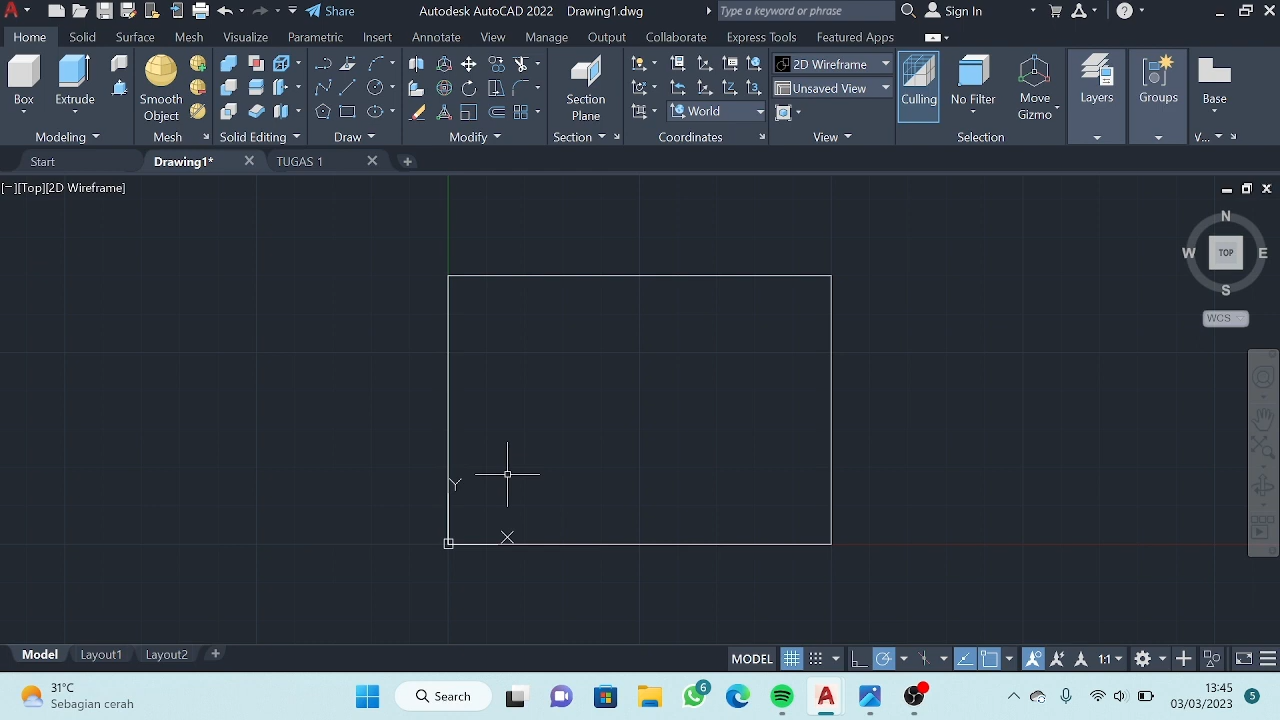 Share
Autodesk AutoCAD 2022 Drawing1.dwg
Type a keyword or phrase
Sign In
Home Solid Surface Mesh Visualize Parametric Insert Annotate View Manage Output Collaborate Express Tools Featured Apps
2D Wireframe
Unsaved View
World
Box Extrude Smooth Object Section Plane Culling No Filter Move Gizmo Layers Groups Base
Modeling Mesh Solid Editing Draw Modify Section Coordinates View Selection V...
Start Drawing1* TUGAS 1
[−][Top][2D Wireframe]
N
W TOP E
S
WCS
Y
X
Model Layout1 Layout2 MODEL 1:1
31°C
Sebagian cerah
Search
6
13:45
03/03/2023
5